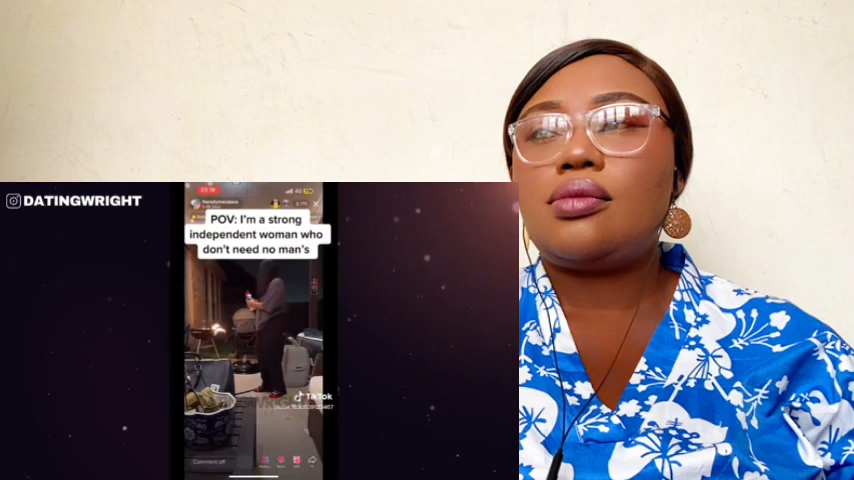 DATINGWRIGHT
POV: I'm a strong
independent woman who
don't need no man's
TikTok
Comment off